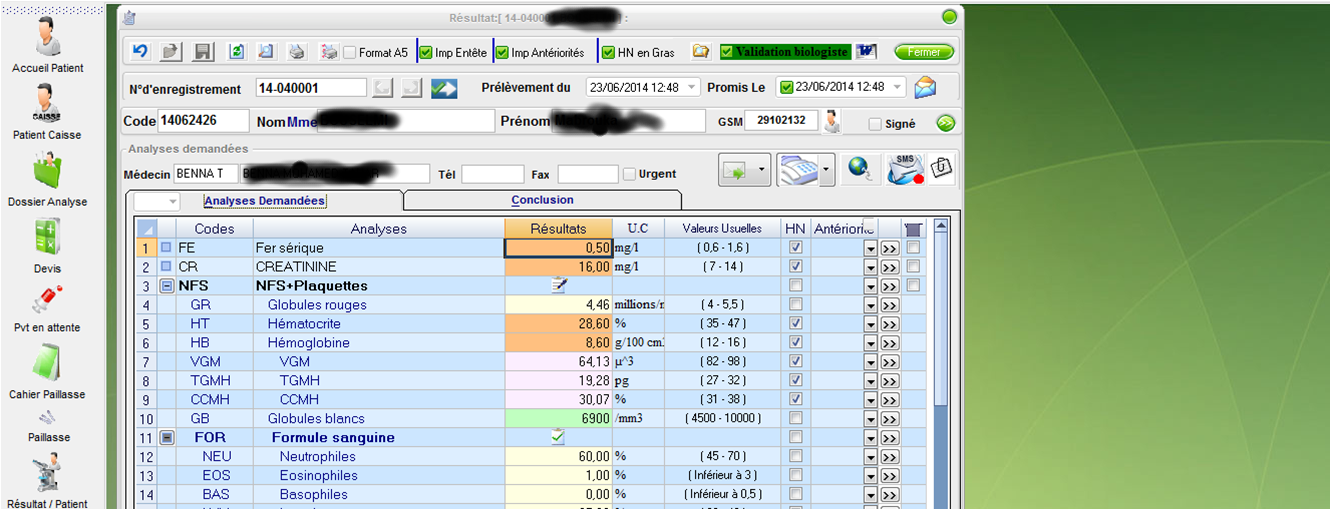 Résultat:[ 14-0400 ] :
Format A5 Imp Entête Imp Antériorités HN en Gras Validation biologiste Fermer
N°d'enregistrement 14-040001 Prélèvement du 23/06/2014 12:48 Promis Le 23/06/2014 12:48
Code 14062426 Nom Mme Prénom GSM 29102132 Signé
Analyses demandées
Médecin BENNA T Tél Fax Urgent SMS
Analyses Demandées Conclusion
Codes Analyses Résultats U.C Valeurs Usuelles HN
1 FE Fer sérique 0,50 mg/l ( 0,6 - 1,6 ) >>
2 CR CREATININE 16,00 mg/l ( 7 - 14 ) >>
3 NFS NFS+Plaquettes >>
4 GR Globules rouges 4,46 ( 4 - 5,5 ) >>
5 HT Hématocrite 28,60 % ( 35 - 47 ) >>
6 HB Hémoglobine 8,60 g/100 ( 12 - 16 ) >>
7 VGM VGM 64,13 µ^3 ( 82 - 98 ) >>
8 TGMH TGMH 19,28 pg ( 27 - 32 ) >>
9 CCMH CCMH 30,07 % ( 31 - 38 ) >>
10 GB Globules blancs 6900 /mm3 ( 4500 - 10000 ) >>
11 FOR Formule sanguine >>
12 NEU Neutrophiles 60,00 % ( 45 - 70 ) >>
13 EOS Eosinophiles 1,00 % ( Inférieur à 3 ) >>
14 BAS Basophiles 0,00 % ( Inférieur à 0,5 ) >>
Accueil Patient
CAISSE
Patient Caisse
Dossier Analyse
Devis
Pvt en attente
Cahier Paillasse
Paillasse
Résultat / Patient